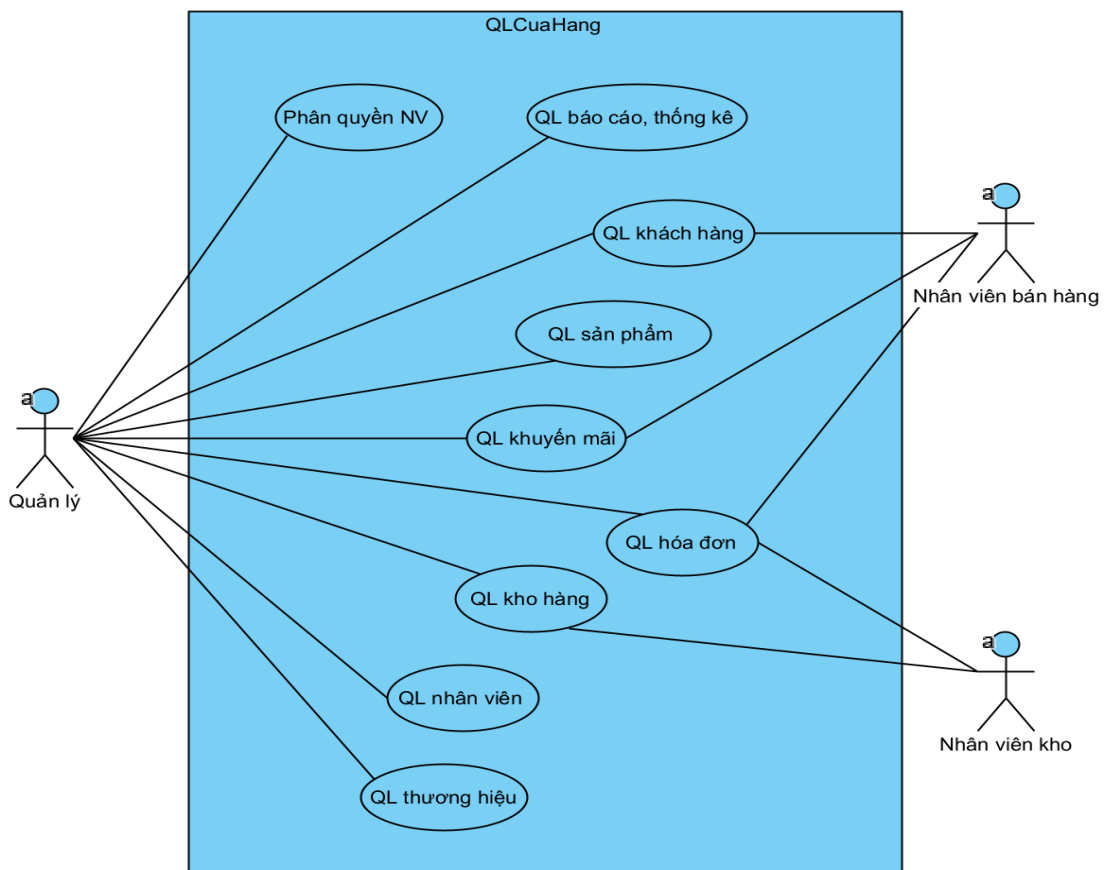 QLCuaHang
Phân quyền NV
QL báo cáo, thống kê
a
QL khách hàng
Nhân viên bán hàng
QL sản phẩm
a
QL khuyến mãi
Quản lý
QL hóa đơn
QL kho hàng
a
QL nhân viên
Nhân viên kho
QL thương hiệu